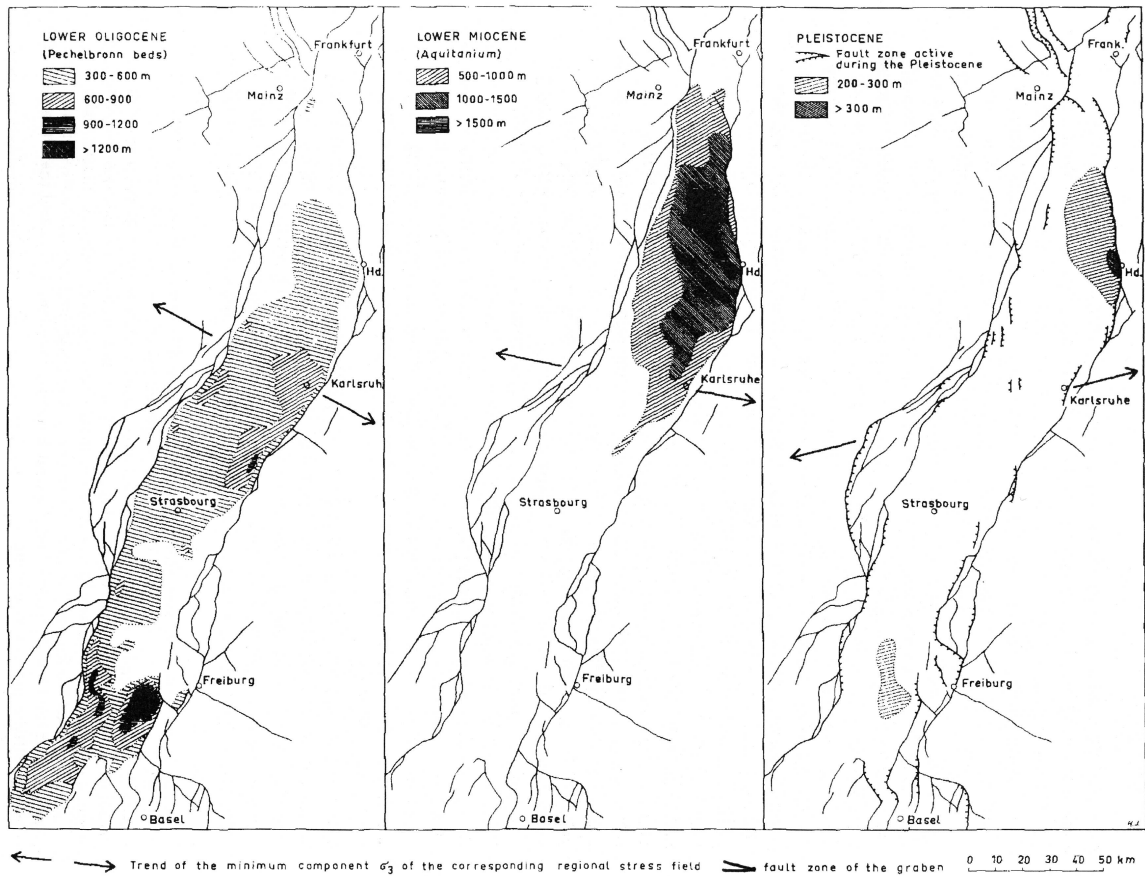 LOWER OLIGOCENE
(Pechelbronn beds)
300-600 m
600-900
900-1200
>1200 m
Frankfurt
Mainz
Hd.
Karlsruh
Strasbourg
Freiburg
Basel
LOWER MIOCENE
(Aquitanium)
500-1000 m
1000-1500
>1500 m
Frankfurt
Mainz
Hd.
Karlsruhe
Strasbourg
Freiburg
Basel
PLEISTOCENE
Fault zone active
during the Pleistocene
200-300 m
>300 m
Frank.
Mainz
Hd.
Karlsruhe
Strasbourg
Freiburg
Basel
Trend of the minimum component σ3 of the corresponding regional stress field
fault zone of the graben
0 10 20 30 40 50 km